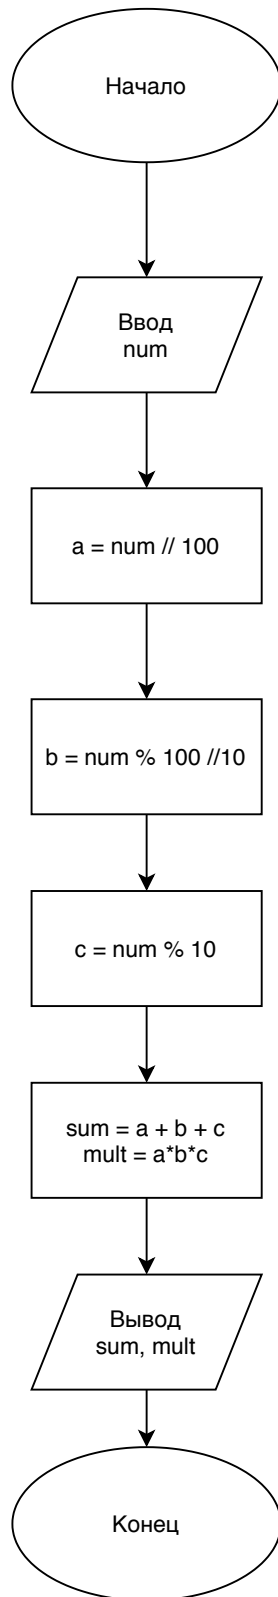 Начало
Ввод
num
a = num // 100
b = num % 100 //10
c = num % 10
sum = a + b + c
mult = a*b*c
Вывод
sum, mult
Конец